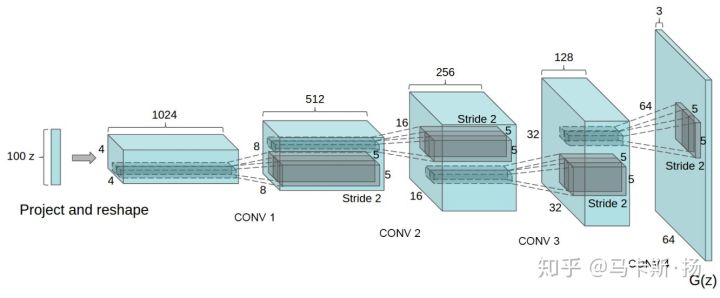 3
128
256
512
1024
Stride 2
5
5
16
64
5
5
32
8
4
5
5
100 z
4
5
5
Stride 2
8
Stride 2
16
Stride 2
32
Project and reshape
CONV 1
CONV 2
CONV 3
64
CONV 4
G(z)
知乎 @马卡斯·扬